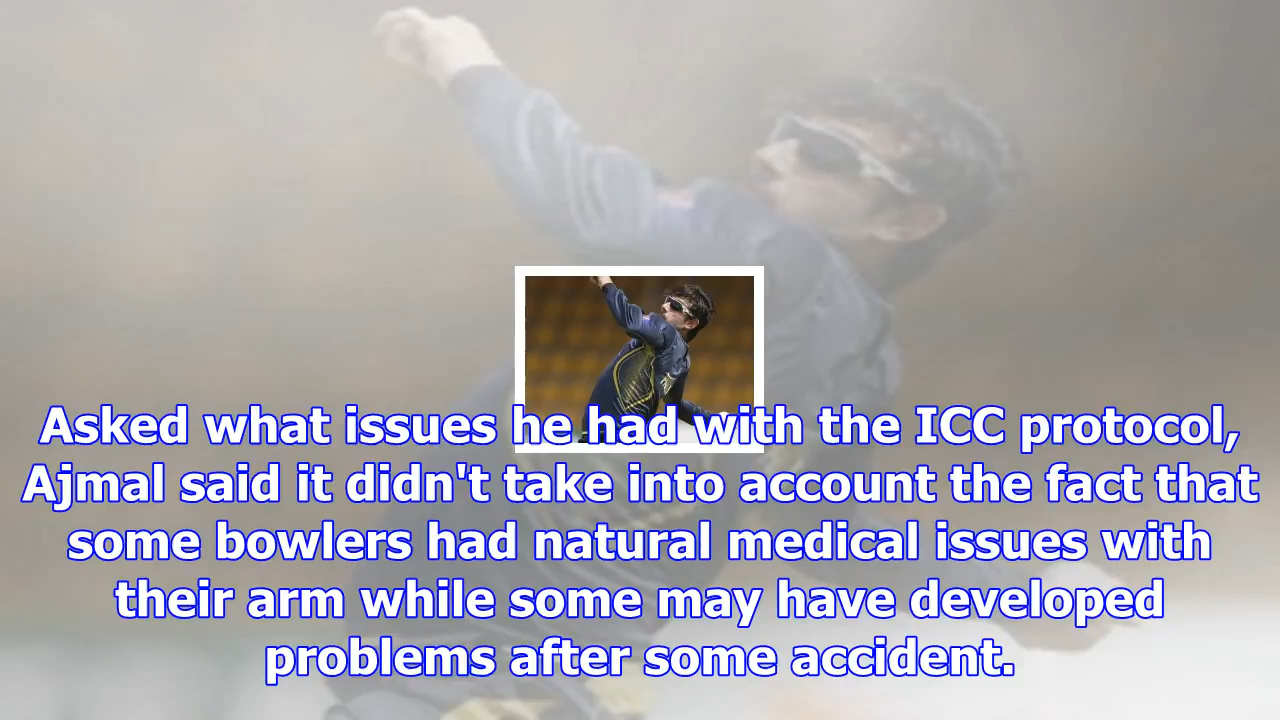 Asked what issues he had with the ICC protocol,
Ajmal said it didn't take into account the fact that
some bowlers had natural medical issues with
their arm while some may have developed
problems after some accident.